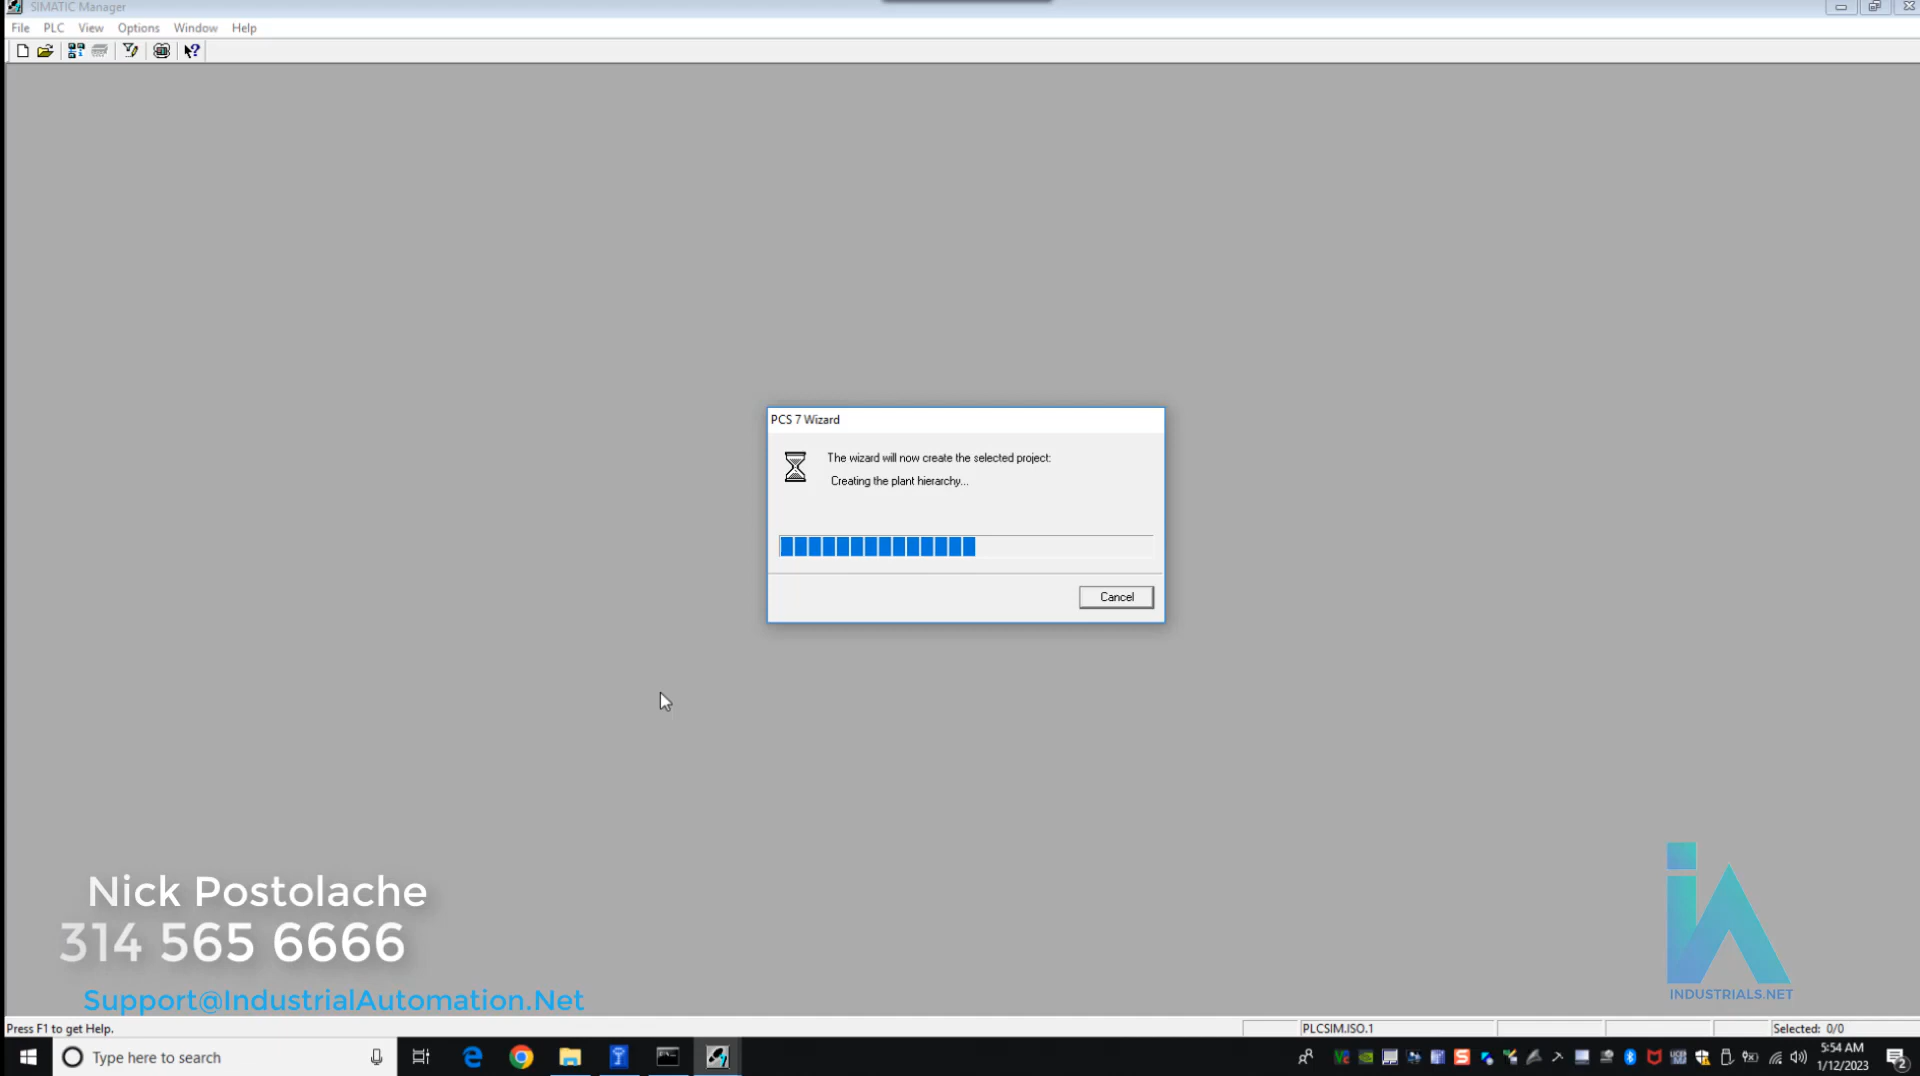 SIMATIC Manager
File PLC View Options Window Help
PCS 7 Wizard
The wizard will now create the selected project:
Creating the plant hierarchy...
Cancel
Nick Postolache
314 565 6666
Support@IndustrialAutomation.Net
INDUSTRIALS.NET
Press F1 to get Help.
PLCSIM.ISO.1
Selected: 0/0
Type here to search
5:54 AM
1/12/2023
2